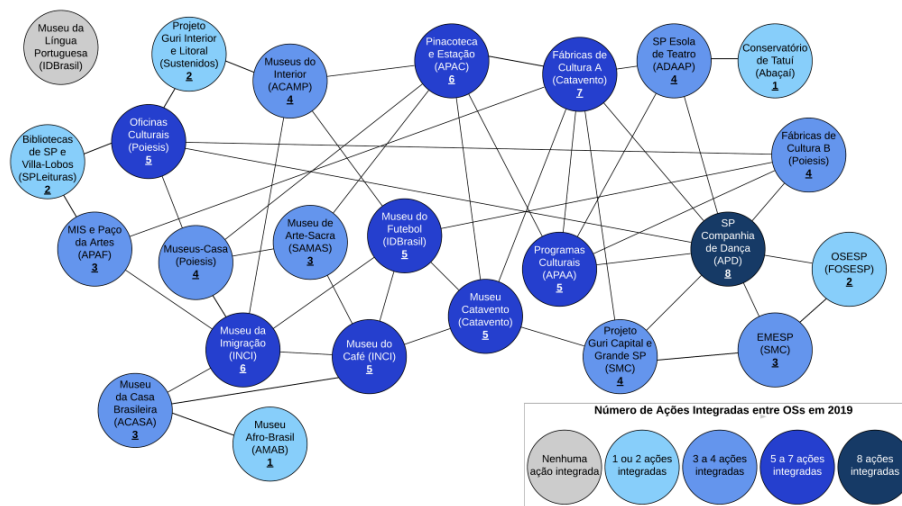 Museu da
Língua
Portuguesa
(IDBrasil)
Projeto
Guri Interior
e Litoral
(Sustenidos)
2
Museus do
Interior
(ACAMP)
4
Pinacoteca
e Estação
(APAC)
6
Fábricas de
Cultura A
(Catavento)
7
SP Esola
de Teatro
(ADAAP)
4
Conservatório
de Tatuí
(Abaçaí)
1
Oficinas
Culturais
(Poiesis)
5
Bibliotecas
de SP e
Villa-Lobos
(SPLeituras)
2
Fábricas de
Cultura B
(Poiesis)
4
MIS e Paço
da Artes
(APAF)
3
Museus-Casa
(Poiesis)
4
Museu de
Arte-Sacra
(SAMAS)
3
Museu do
Futebol
(IDBrasil)
5
Programas
Culturais
(APAA)
5
SP
Companhia
de Dança
(APD)
8
OSESP
(FOSESP)
2
Museu da
Imigração
(INCI)
6
Museu do
Café (INCI)
5
Museu
Catavento
(Catavento)
5
Projeto
Guri Capital e
Grande SP
(SMC)
4
EMESP
(SMC)
3
Museu
da Casa
Brasileira
(ACASA)
3
Museu
Afro-Brasil
(AMAB)
1
Número de Ações Integradas entre OSs em 2019
Nenhuma
ação integrada
1 ou 2 ações
integradas
3 a 4 ações
integradas
5 a 7 ações
integradas
8 ações
integradas